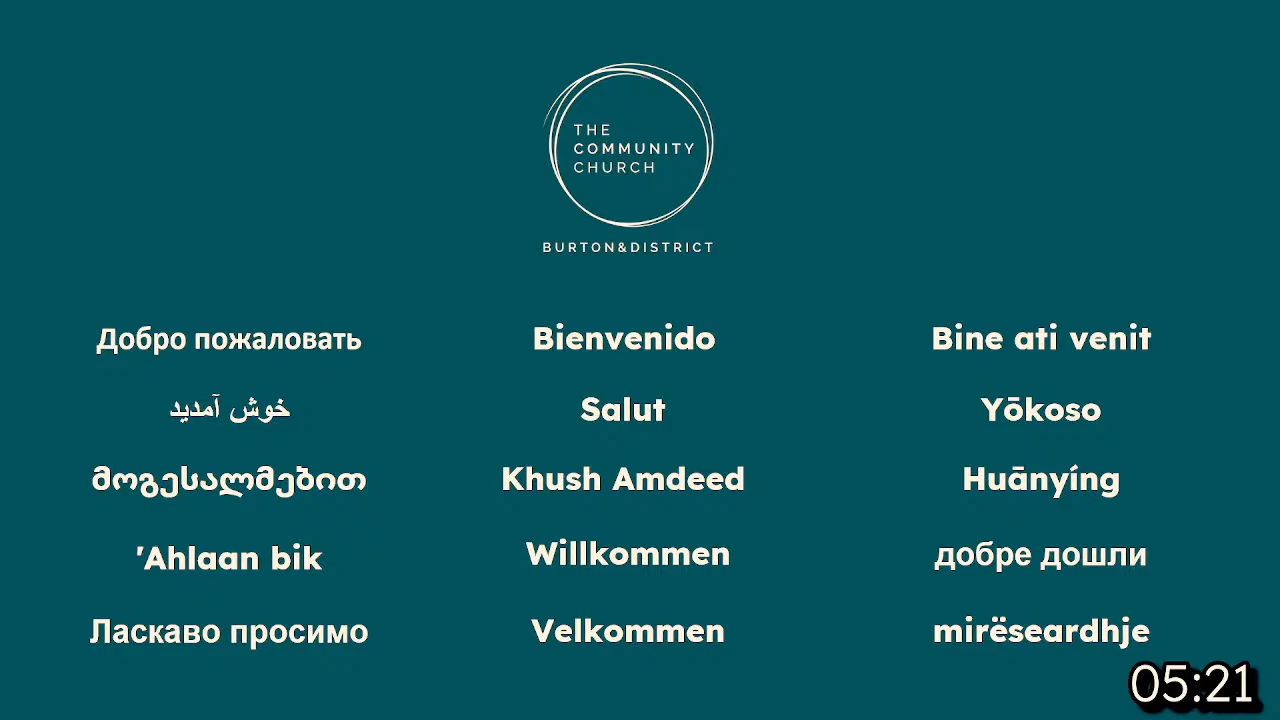 THE
COMMUNITY
CHURCH
BURTON&DISTRICT
Добро пожаловать
Bienvenido
Bine ati venit
خوش آمدید
Salut
Yōkoso
მოგესალმებით
Khush Amdeed
Huānyíng
'Ahlaan bik
Willkommen
добре дошли
Ласкаво просимо
Velkommen
mirëseardhje
05:21